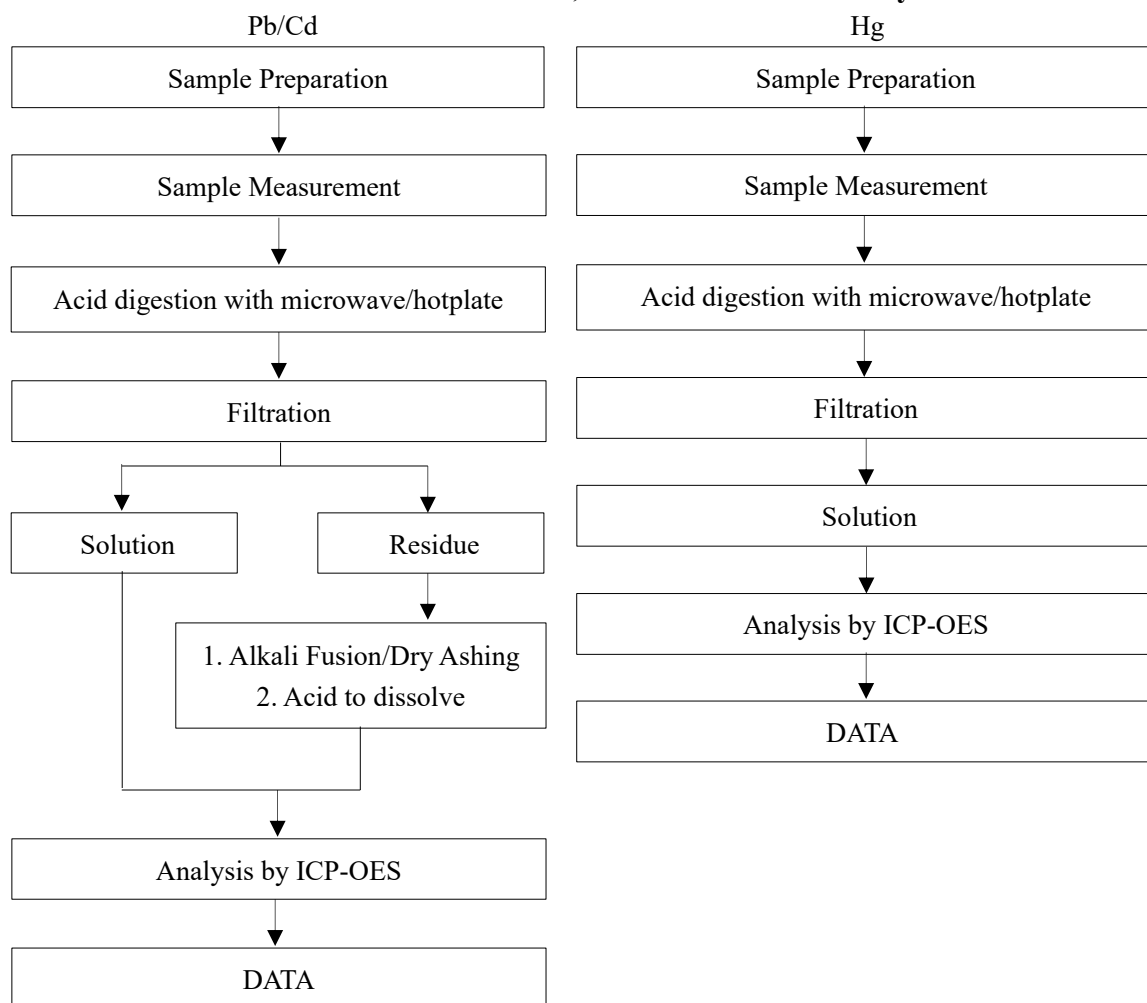 Pb/Cd
Sample Preparation
Sample Measurement
Acid digestion with microwave/hotplate
Filtration
Solution
Residue
1. Alkali Fusion/Dry Ashing
2. Acid to dissolve
Analysis by ICP-OES
DATA
Hg
Sample Preparation
Sample Measurement
Acid digestion with microwave/hotplate
Filtration
Solution
Analysis by ICP-OES
DATA